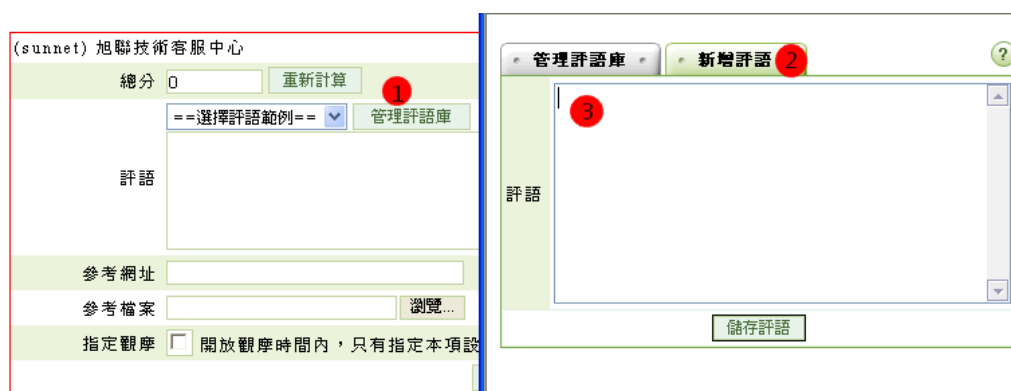 (sunnet) 旭聯技術客服中心
總分 0 重新計算
1
==選擇評語範例== 管理評語庫
評語
參考網址
參考檔案 瀏覽...
指定觀摩 開放觀摩時間內，只有指定本項設
管理評語庫 新增評語 2 ?
3
評語
儲存評語